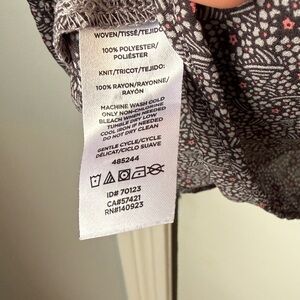 WOVEN/TISSÉ/TEJIDO:
100% POLYESTER/
POLIÉSTER
KNIT/TRICOT/TEJIDO:
100% RAYON/RAYONNE/
RAYÓN
MACHINE WASH COLD
ONLY NON-CHLORINE
BLEACH WHEN NEEDED
TUMBLE DRY LOW
COOL IRON IF NEEDED
DO NOT DRY CLEAN
GENTLE CYCLE/CYCLE
DÉLICAT/CICLO SUAVE
485244
ID# 70123
CA#57421
RN#140923